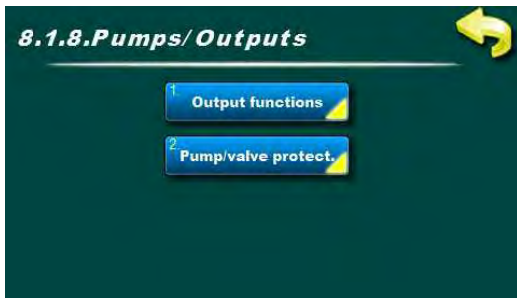 8.1.8.Pumps/Outputs
1.
Output functions
2.
Pump/valve protect.